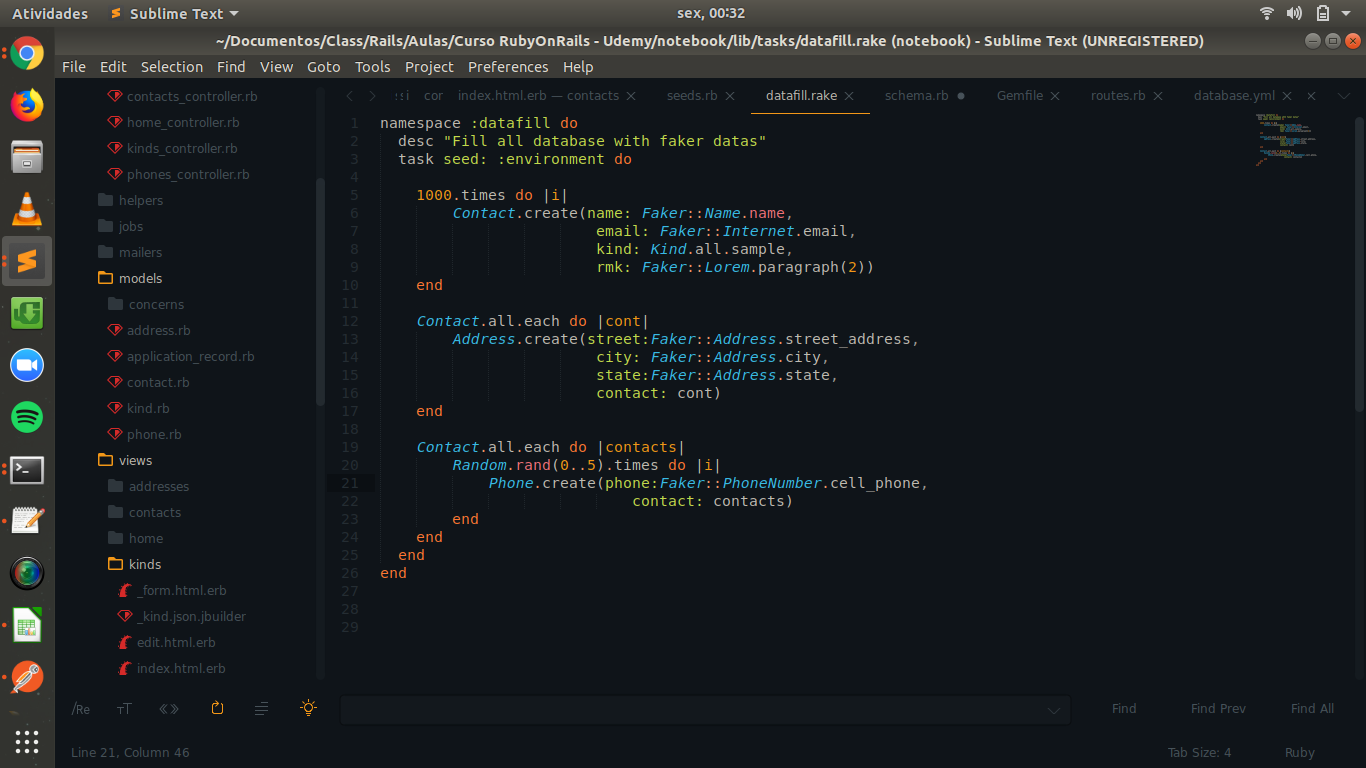 Atividades Sublime Text sex, 00:32
~/Documentos/Class/Rails/Aulas/Curso RubyOnRails - Udemy/notebook/lib/tasks/datafill.rake (notebook) - Sublime Text (UNREGISTERED)
File Edit Selection Find View Goto Tools Project Preferences Help
contacts_controller.rb
home_controller.rb
kinds_controller.rb
phones_controller.rb
helpers
jobs
mailers
models
concerns
address.rb
application_record.rb
contact.rb
kind.rb
phone.rb
views
addresses
contacts
home
kinds
_form.html.erb
_kind.json.jbuilder
edit.html.erb
index.html.erb
cor index.html.erb — contacts seeds.rb datafill.rake schema.rb Gemfile routes.rb database.yml
1 namespace :datafill do
2   desc "Fill all database with faker datas"
3   task seed: :environment do
4
5     1000.times do |i|
6         Contact.create(name: Faker::Name.name,
7                         email: Faker::Internet.email,
8                         kind: Kind.all.sample,
9                         rmk: Faker::Lorem.paragraph(2))
10     end
11
12     Contact.all.each do |cont|
13         Address.create(street:Faker::Address.street_address,
14                         city: Faker::Address.city,
15                         state:Faker::Address.state,
16                         contact: cont)
17     end
18
19     Contact.all.each do |contacts|
20         Random.rand(0..5).times do |i|
21             Phone.create(phone:Faker::PhoneNumber.cell_phone,
22                             contact: contacts)
23         end
24     end
25   end
26 end
27
28
29
/Re Find Find Prev Find All
Line 21, Column 46 Tab Size: 4 Ruby